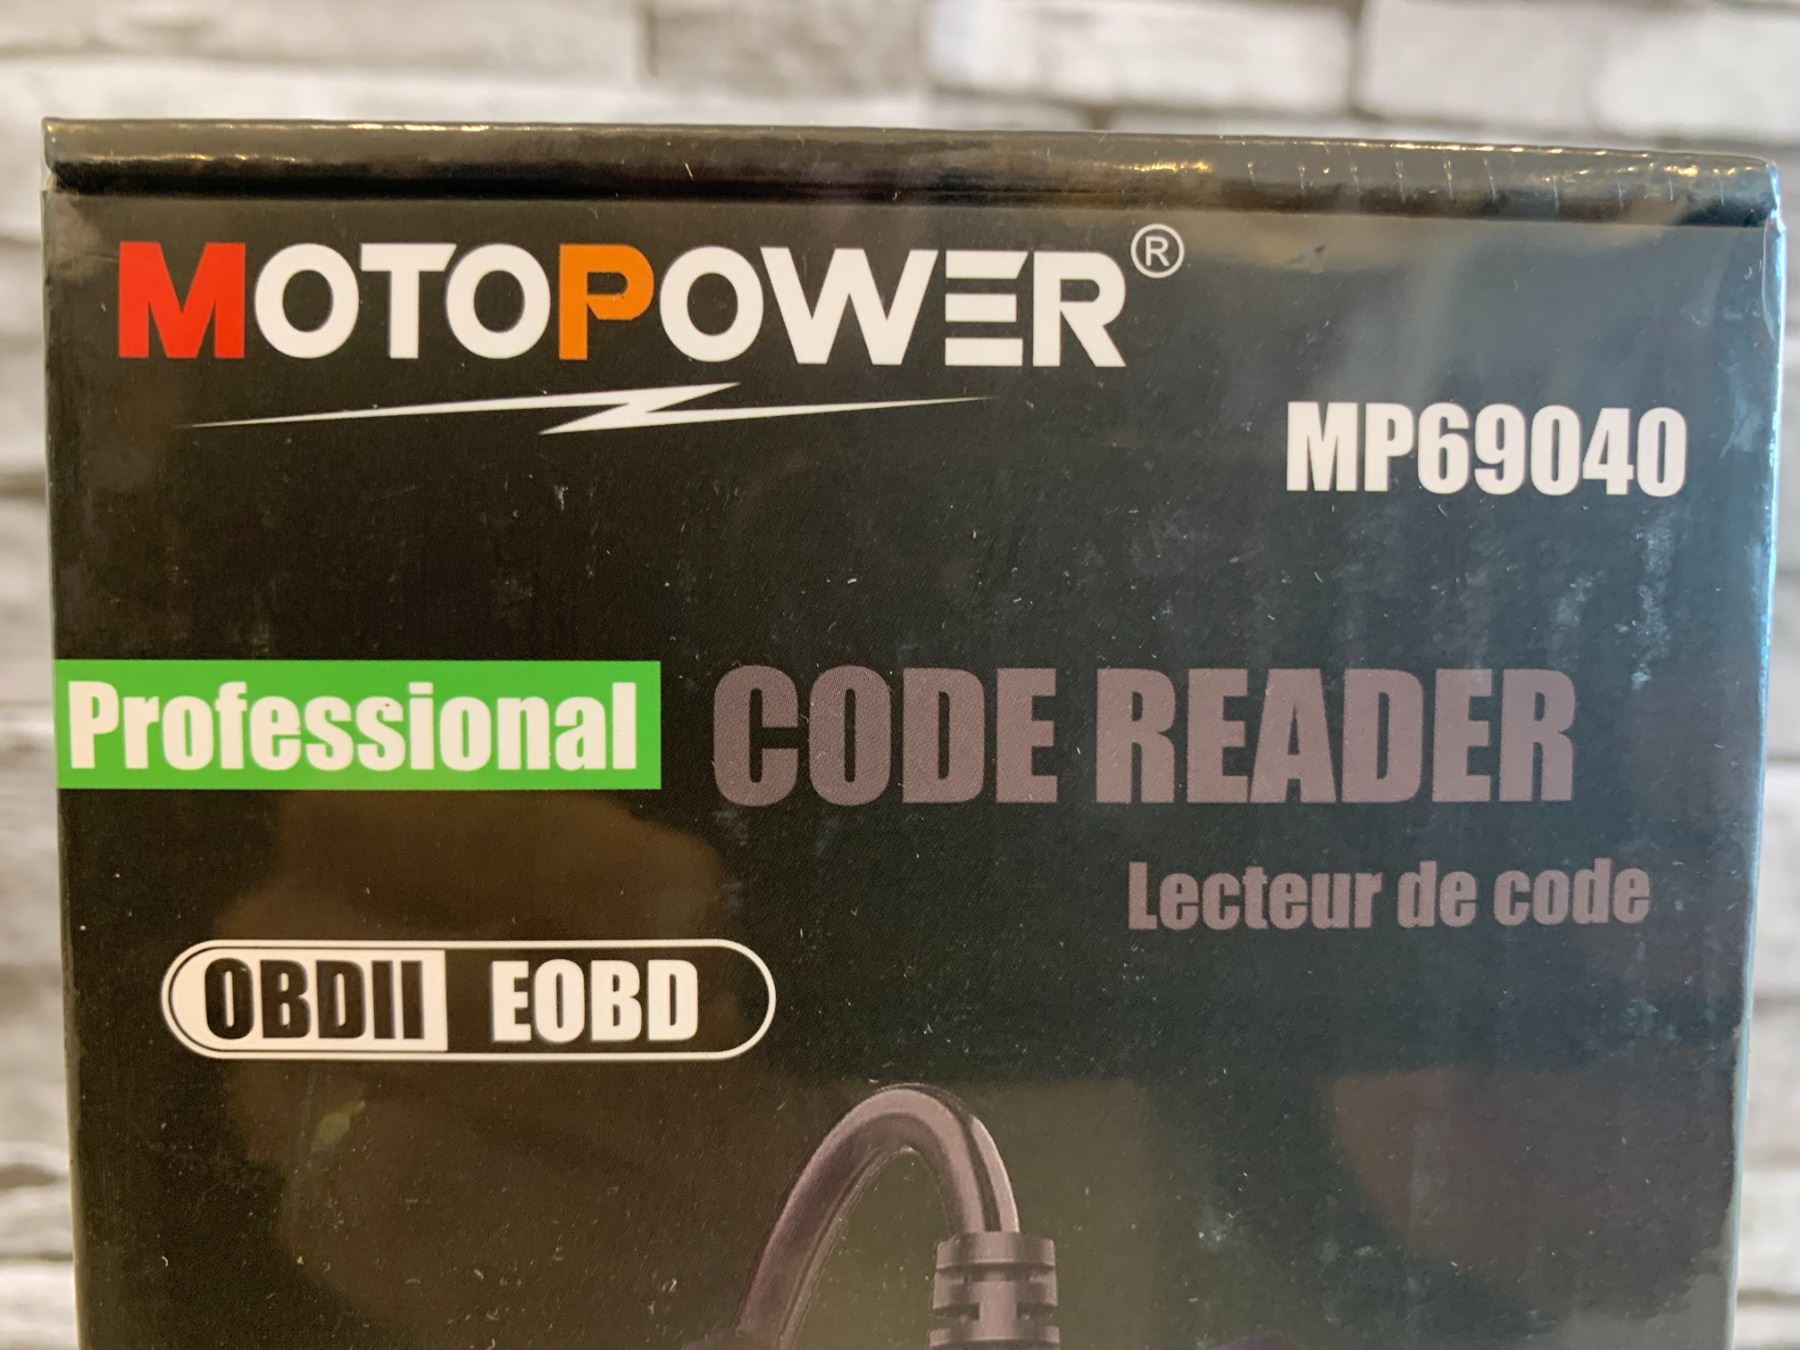 MOTOPOWER®
MP69040
Professional CODE READER
Lecteur de code
OBDII EOBD